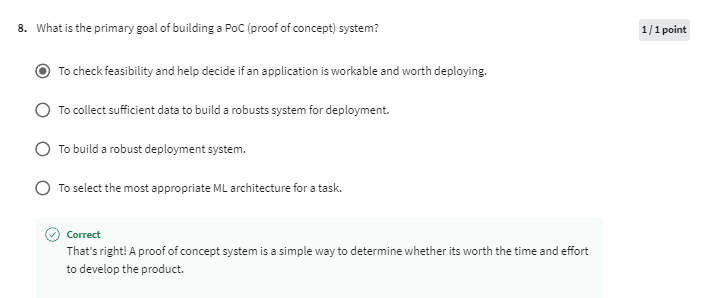 8. What is the primary goal of building a PoC (proof of concept) system?
1 / 1 point
To check feasibility and help decide if an application is workable and worth deploying.
To collect sufficient data to build a robusts system for deployment.
To build a robust deployment system.
To select the most appropriate ML architecture for a task.
Correct
That's right! A proof of concept system is a simple way to determine whether its worth the time and effort
to develop the product.